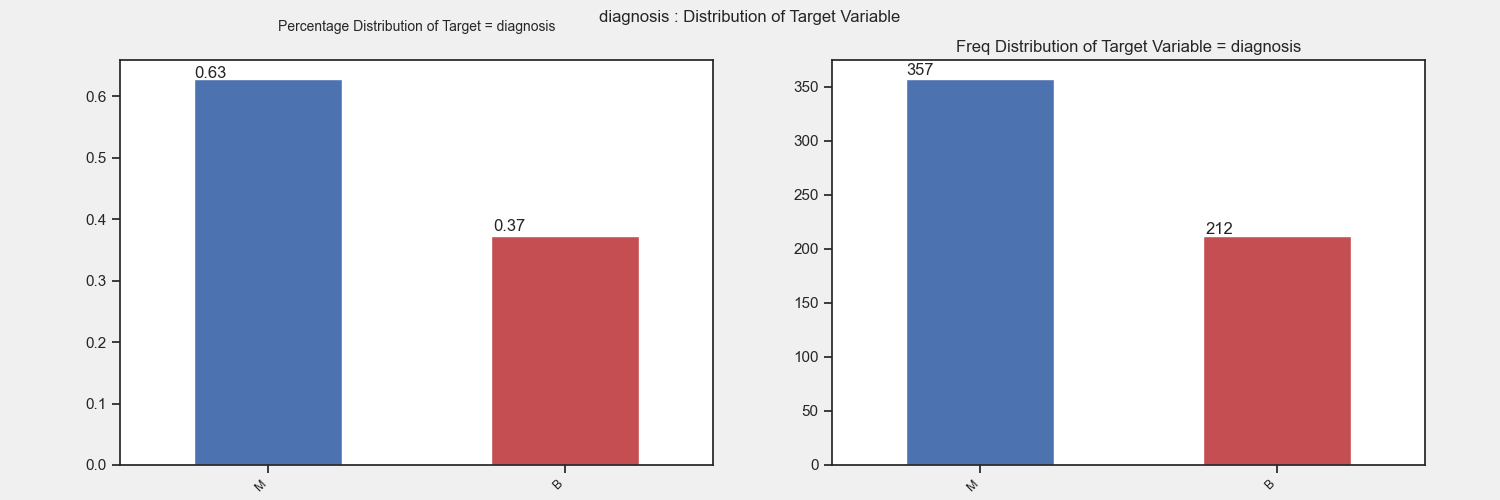 diagnosis : Distribution of Target Variable
Percentage Distribution of Target = diagnosis
0.63
0.37
0.6
0.5
0.4
0.3
0.2
0.1
0.0
M
B
Freq Distribution of Target Variable = diagnosis
357
212
350
300
250
200
150
100
50
0
M
B